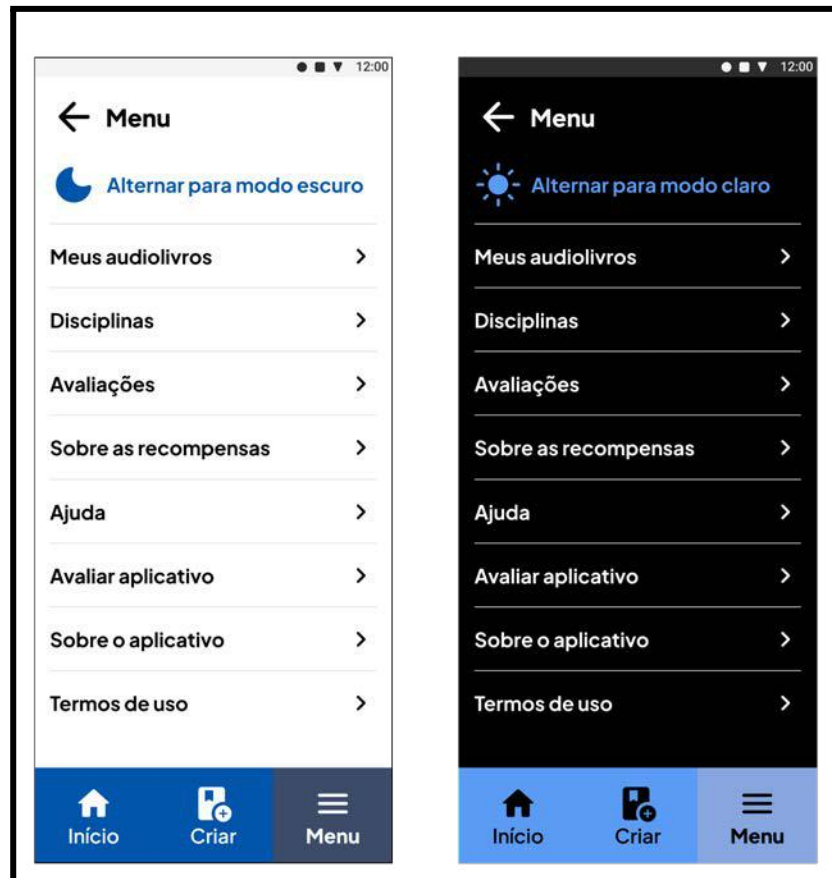 12:00
Menu
Alternar para modo escuro
Meus audiolivros
Disciplinas
Avaliações
Sobre as recompensas
Ajuda
Avaliar aplicativo
Sobre o aplicativo
Termos de uso
Início Criar Menu
12:00
Menu
Alternar para modo claro
Meus audiolivros
Disciplinas
Avaliações
Sobre as recompensas
Ajuda
Avaliar aplicativo
Sobre o aplicativo
Termos de uso
Início Criar Menu